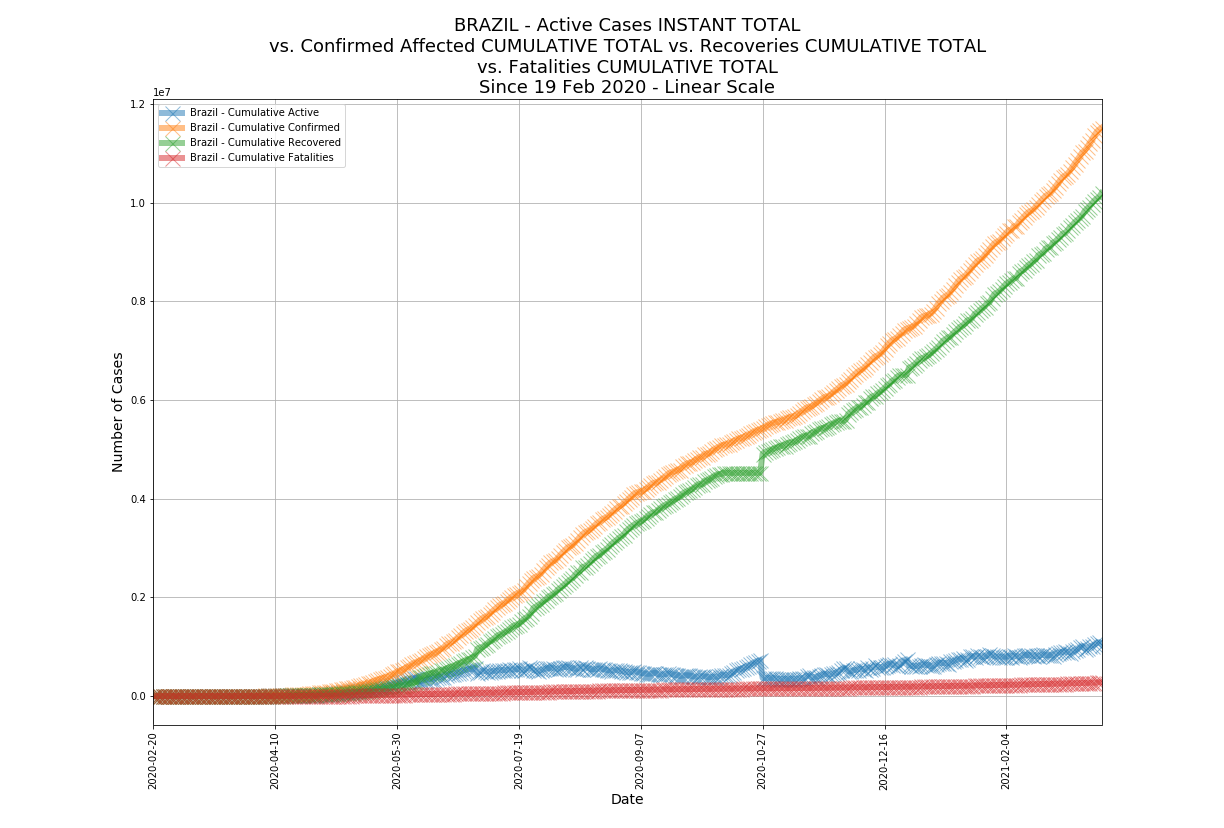 BRAZIL - Active Cases INSTANT TOTAL
vs. Confirmed Affected CUMULATIVE TOTAL vs. Recoveries CUMULATIVE TOTAL
vs. Fatalities CUMULATIVE TOTAL
Since 19 Feb 2020 - Linear Scale
1e7
Brazil - Cumulative Active
Brazil - Cumulative Confirmed
Brazil - Cumulative Recovered
Brazil - Cumulative Fatalities
1.2
1.0
0.8
0.6
0.4
0.2
0.0
Number of Cases
2020-02-20
2020-04-10
2020-05-30
2020-07-19
2020-09-07
2020-10-27
2020-12-16
2021-02-04
Date